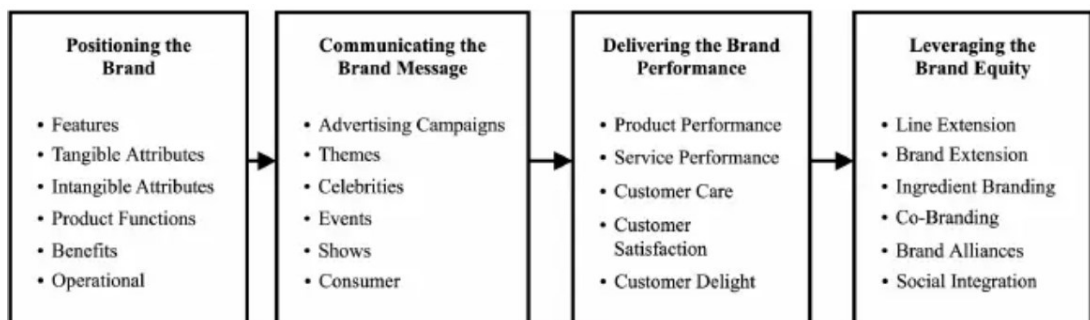 Positioning the
Brand
• Features
• Tangible Attributes
• Intangible Attributes
• Product Functions
• Benefits
• Operational
Communicating the
Brand Message
• Advertising Campaigns
• Themes
• Celebrities
• Events
• Shows
• Consumer
Delivering the Brand
Performance
• Product Performance
• Service Performance
• Customer Care
• Customer
Satisfaction
• Customer Delight
Leveraging the
Brand Equity
• Line Extension
• Brand Extension
• Ingredient Branding
• Co-Branding
• Brand Alliances
• Social Integration